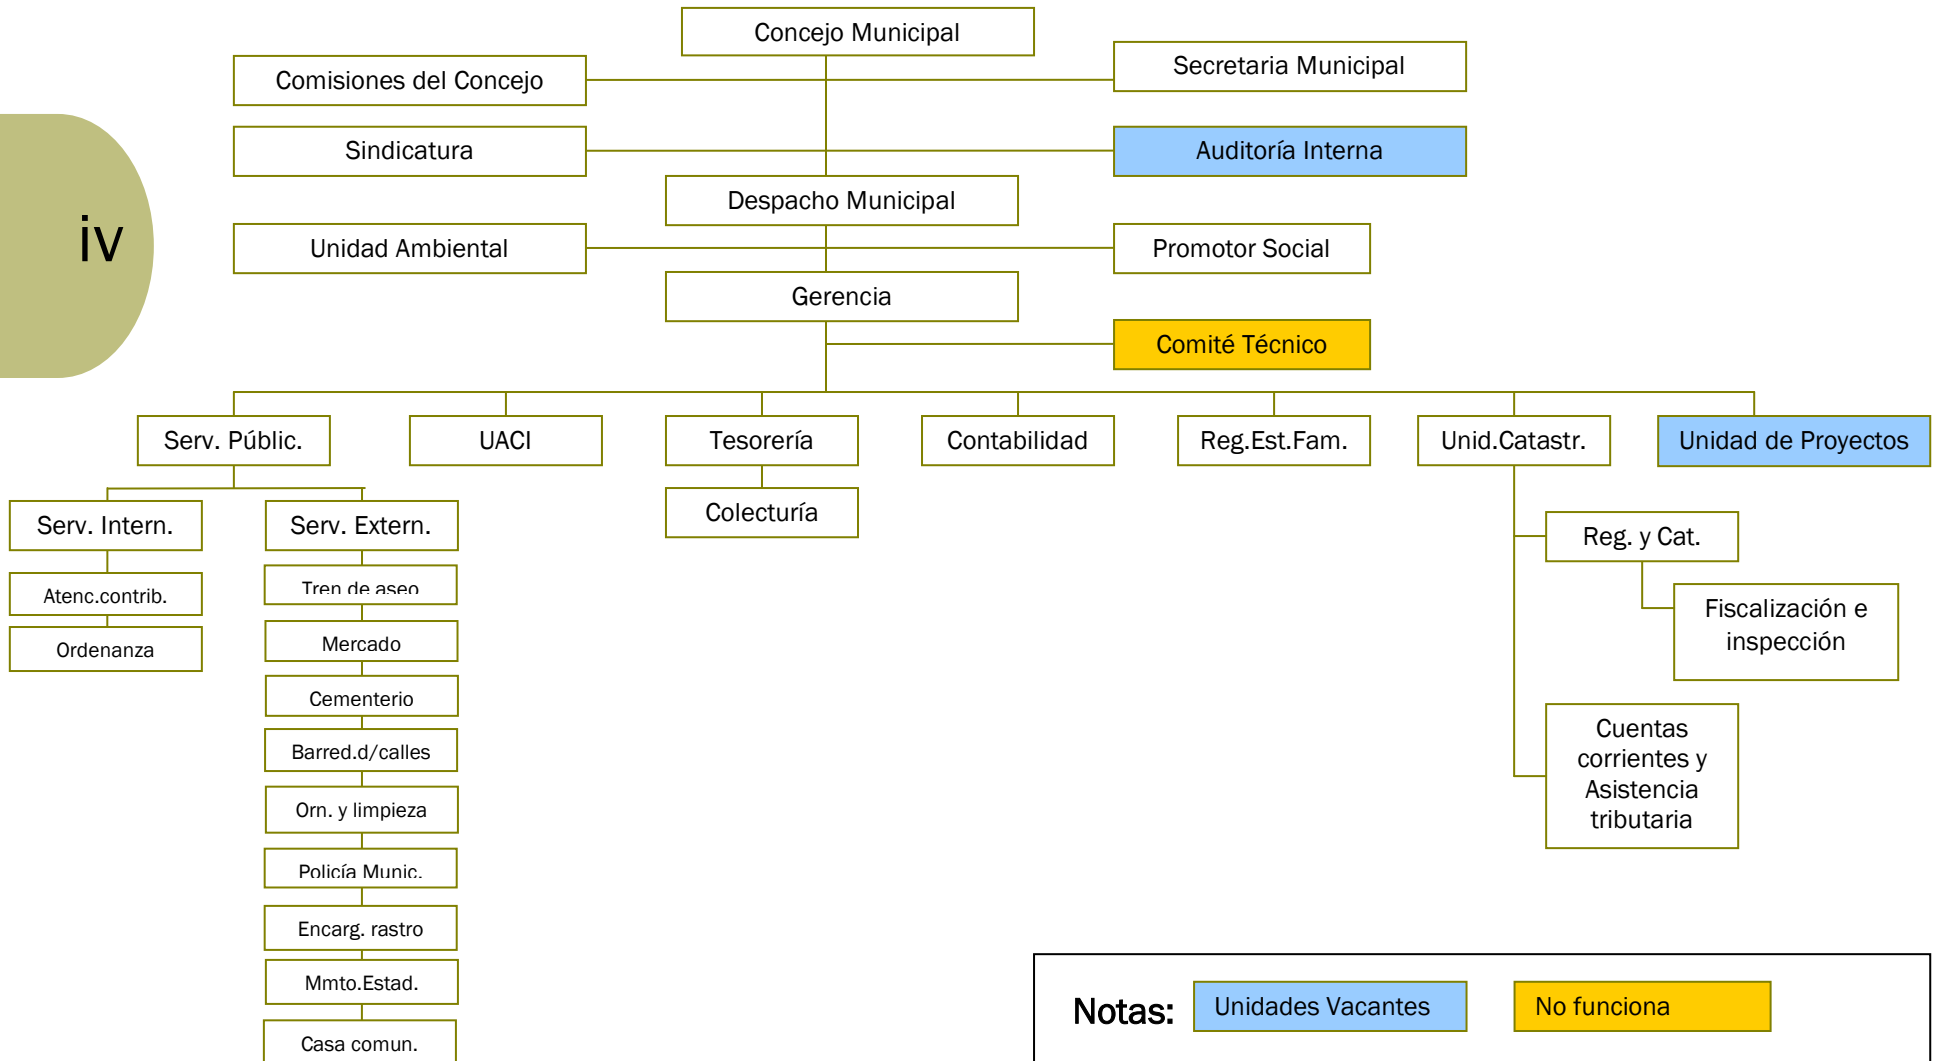 Concejo Municipal
Comisiones del Concejo
Secretaria Municipal
Sindicatura
Auditoría Interna
Despacho Municipal
iv
Unidad Ambiental
Promotor Social
Gerencia
Comité Técnico
Serv. Públic.
UACI
Tesorería
Contabilidad
Reg.Est.Fam.
Unid.Catastr.
Unidad de Proyectos
Serv. Intern.
Serv. Extern.
Colecturía
Reg. y Cat.
Atenc.contrib.
Tren de aseo
Fiscalización e
inspección
Ordenanza
Mercado
Cementerio
Barred.d/calles
Cuentas
corrientes y
Asistencia
tributaria
Orn. y limpieza
Policía Munic.
Encarg. rastro
Mmto.Estad.
Casa comun.
Notas:
Unidades Vacantes
No funciona